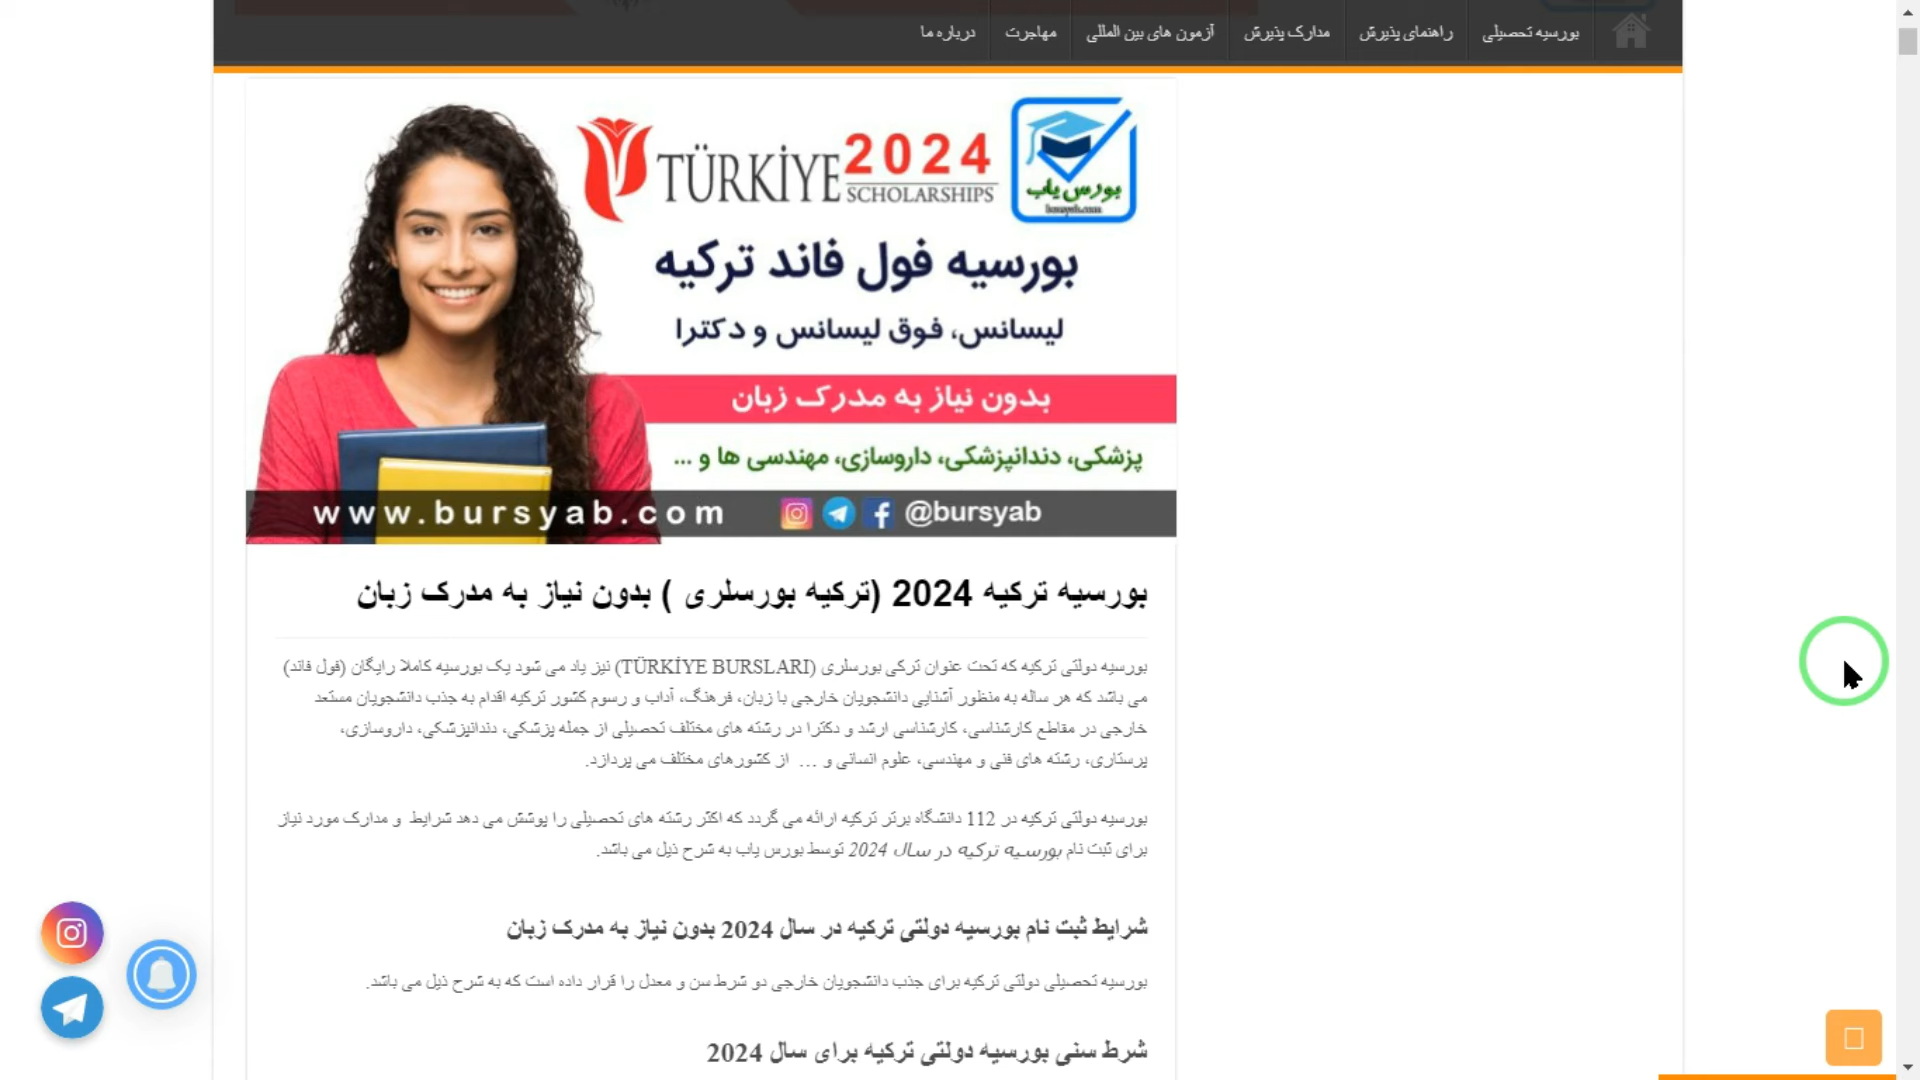 بورسیه تحصیلی
راهنمای پذیرش
مدارک پذیرش
آزمون های بین المللی
مهاجرت
درباره ما
TÜRKİYE 2024
SCHOLARSHIPS
بورس یاب
بورسیه فول فاند ترکیه
لیسانس، فوق لیسانس و دکترا
بدون نیاز به مدرک زبان
پزشکی، دندانپزشکی، داروسازی، مهندسی ها و ...
www.bursyab.com @bursyab
بورسیه ترکیه 2024 (ترکیه بورسلری ) بدون نیاز به مدرک زبان
بورسیه دولتی ترکیه که تحت عنوان ترکی بورسلری (TÜRKİYE BURSLARI) نیز یاد می شود یک بورسیه کاملا رایگان (فول فاند)
می باشد که هر ساله به منظور آشنایی دانشجویان خارجی با زبان، فرهنگ، آداب و رسوم کشور ترکیه اقدام به جذب دانشجویان مستعد
خارجی در مقاطع کارشناسی، کارشناسی ارشد و دکترا در رشته های مختلف تحصیلی از جمله پزشکی، دندانپزشکی، داروسازی،
پرستاری، رشته های فنی و مهندسی، علوم انسانی و … از کشورهای مختلف می پردازد.
بورسیه دولتی ترکیه در 112 دانشگاه برتر ترکیه ارائه می گردد که اکثر رشته های تحصیلی را پوشش می دهد شرایط و مدارک مورد نیاز
برای ثبت نام بورسیه ترکیه در سال 2024 توسط بورس یاب به شرح ذیل می باشد.
شرایط ثبت نام بورسیه دولتی ترکیه در سال 2024 بدون نیاز به مدرک زبان
بورسیه تحصیلی دولتی ترکیه برای جذب دانشجویان خارجی دو شرط سن و معدل را قرار داده است که به شرح ذیل می باشد.
شرط سنی بورسیه دولتی ترکیه برای سال 2024